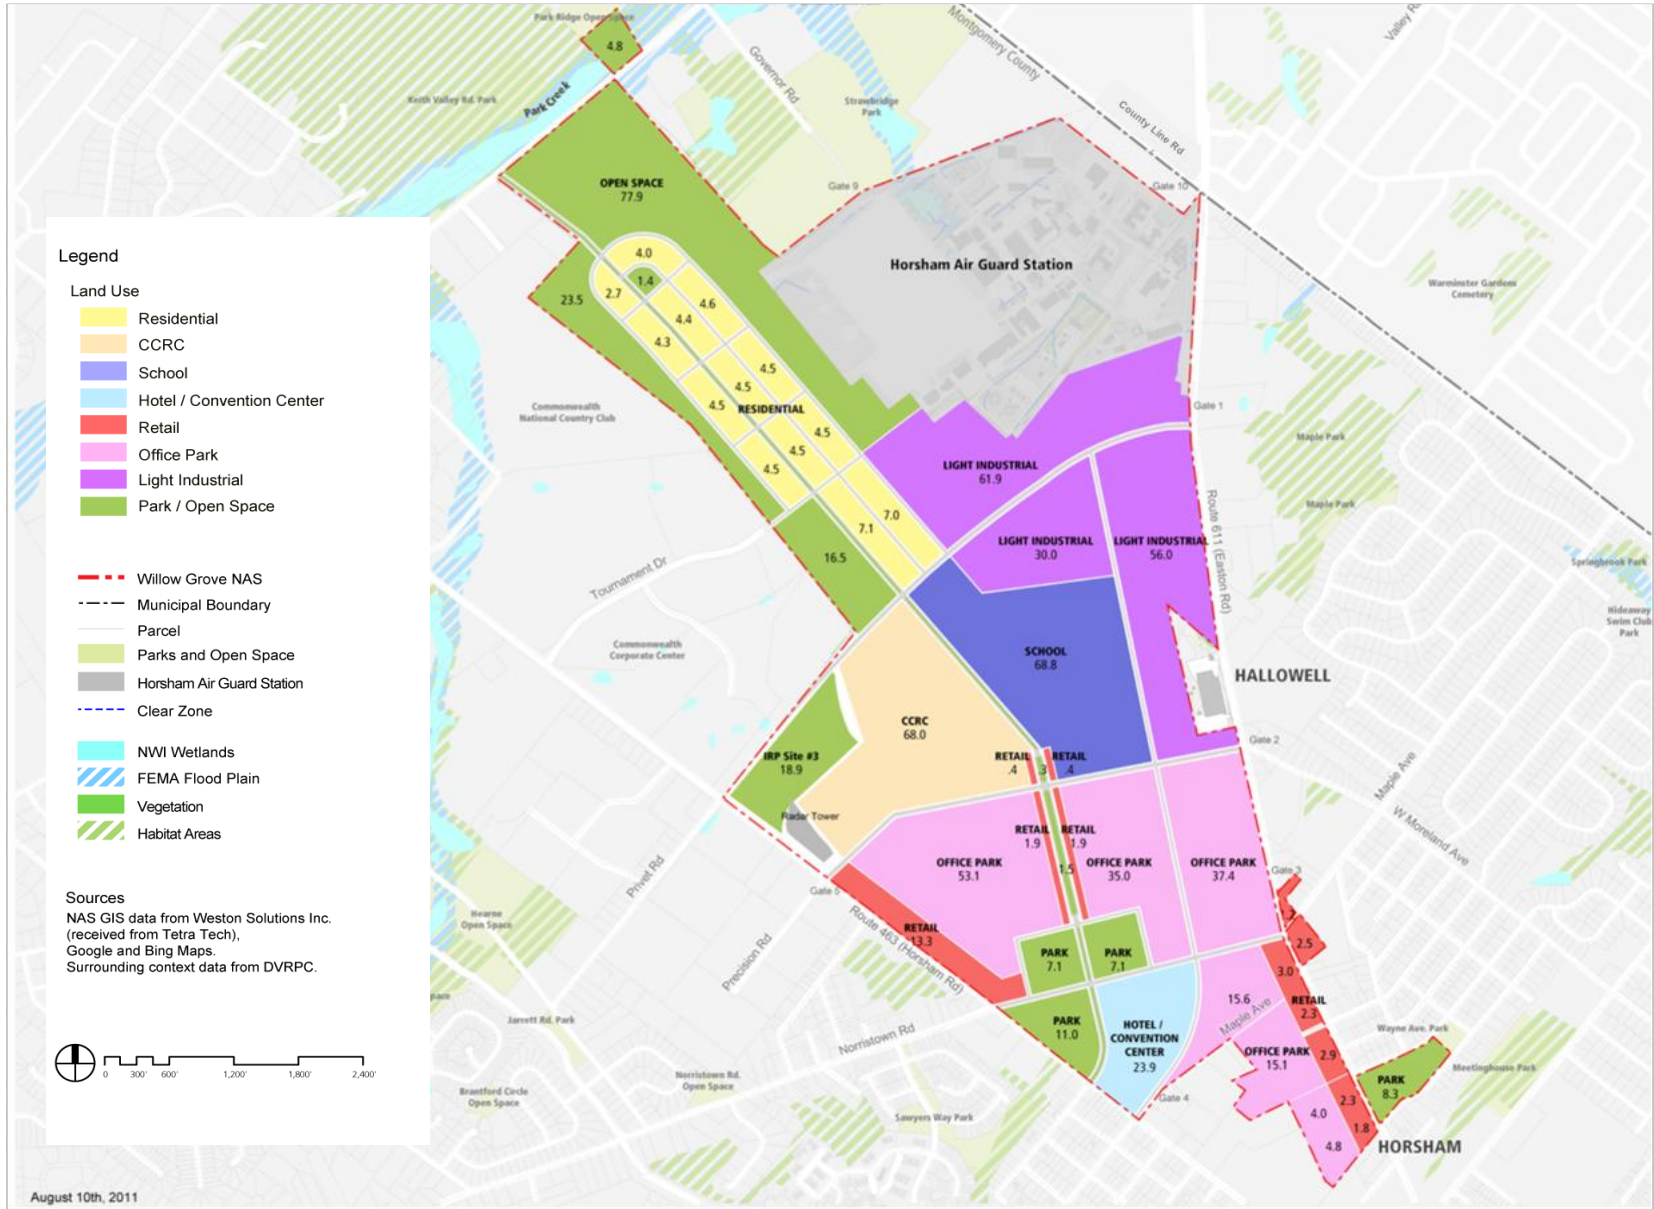 Park Ridge Open Space
4.8
Montgomery County
Valley Rd
Governor Rd
Keith Valley Rd. Park
Park Creek
Strawbridge
Park
County Line Rd
OPEN SPACE
77.9
Gate 9
Gate 10
Horsham Air Guard Station
Warminster Gardens
Cemetery
4.0
1.4
2.7
23.5
4.6
4.4
4.3
4.5
4.5
4.5
RESIDENTIAL
4.5
4.5
4.5
7.0
7.1
16.5
Commonwealth
National Country Club
Gate 1
Maple Park
Maple Park
LIGHT INDUSTRIAL
61.9
LIGHT INDUSTRIAL
30.0
LIGHT INDUSTRIAL
56.0
Route 611 (Easton Rd)
Springbrook Park
Hideaway
Swim Club
Park
Tournament Dr
Commonwealth
Corporate Center
SCHOOL
68.8
HALLOWELL
CCRC
68.0
Gate 2
IRP Site #3
18.9
RETAIL
.4
.3
RETAIL
.4
Radar Tower
Maple Ave
W Moreland Ave
RETAIL
1.9
RETAIL
1.9
1.5
OFFICE PARK
53.1
OFFICE PARK
35.0
OFFICE PARK
37.4
Gate 3
Privet Rd
Gate 5
Route 463 (Horsham Rd)
RETAIL
13.3
Hearne
Open Space
Precision Rd
PARK
7.1
PARK
7.1
2.5
3.0
RETAIL
2.3
15.6
Maple Ave
PARK
11.0
HOTEL /
CONVENTION
CENTER
23.9
Jarrett Rd. Park
Norristown Rd
Wayne Ave. Park
OFFICE PARK
15.1
2.9
Meetinghouse Park
PARK
8.3
Norristown Rd.
Open Space
Brantford Circle
Open Space
Gate 4
Sawyers Way Park
2.3
4.0
1.8
4.8
HORSHAM
Legend
Land Use
Residential
CCRC
School
Hotel / Convention Center
Retail
Office Park
Light Industrial
Park / Open Space
Willow Grove NAS
Municipal Boundary
Parcel
Parks and Open Space
Horsham Air Guard Station
Clear Zone
NWI Wetlands
FEMA Flood Plain
Vegetation
Habitat Areas
Sources
NAS GIS data from Weston Solutions Inc.
(received from Tetra Tech),
Google and Bing Maps.
Surrounding context data from DVRPC.
0 300' 600' 1,200' 1,800' 2,400'
August 10th, 2011